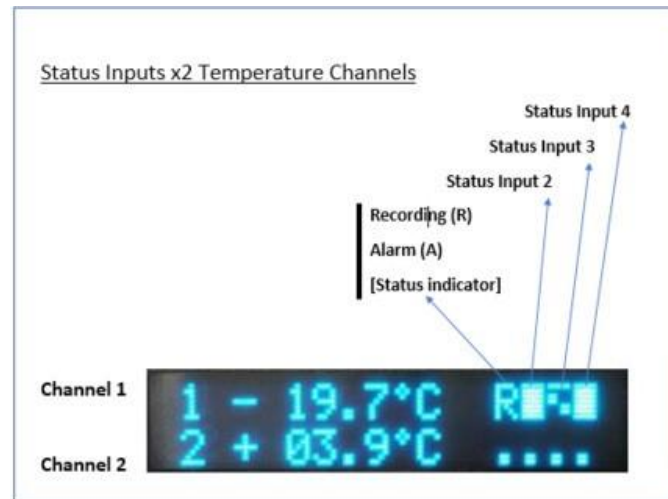 Status Inputs x2 Temperature Channels
Status Input 4
Status Input 3
Status Input 2
Recording (R)
Alarm (A)
[Status indicator]
Channel 1
1 - 19.7°C R
Channel 2
2 + 03.9°C ....